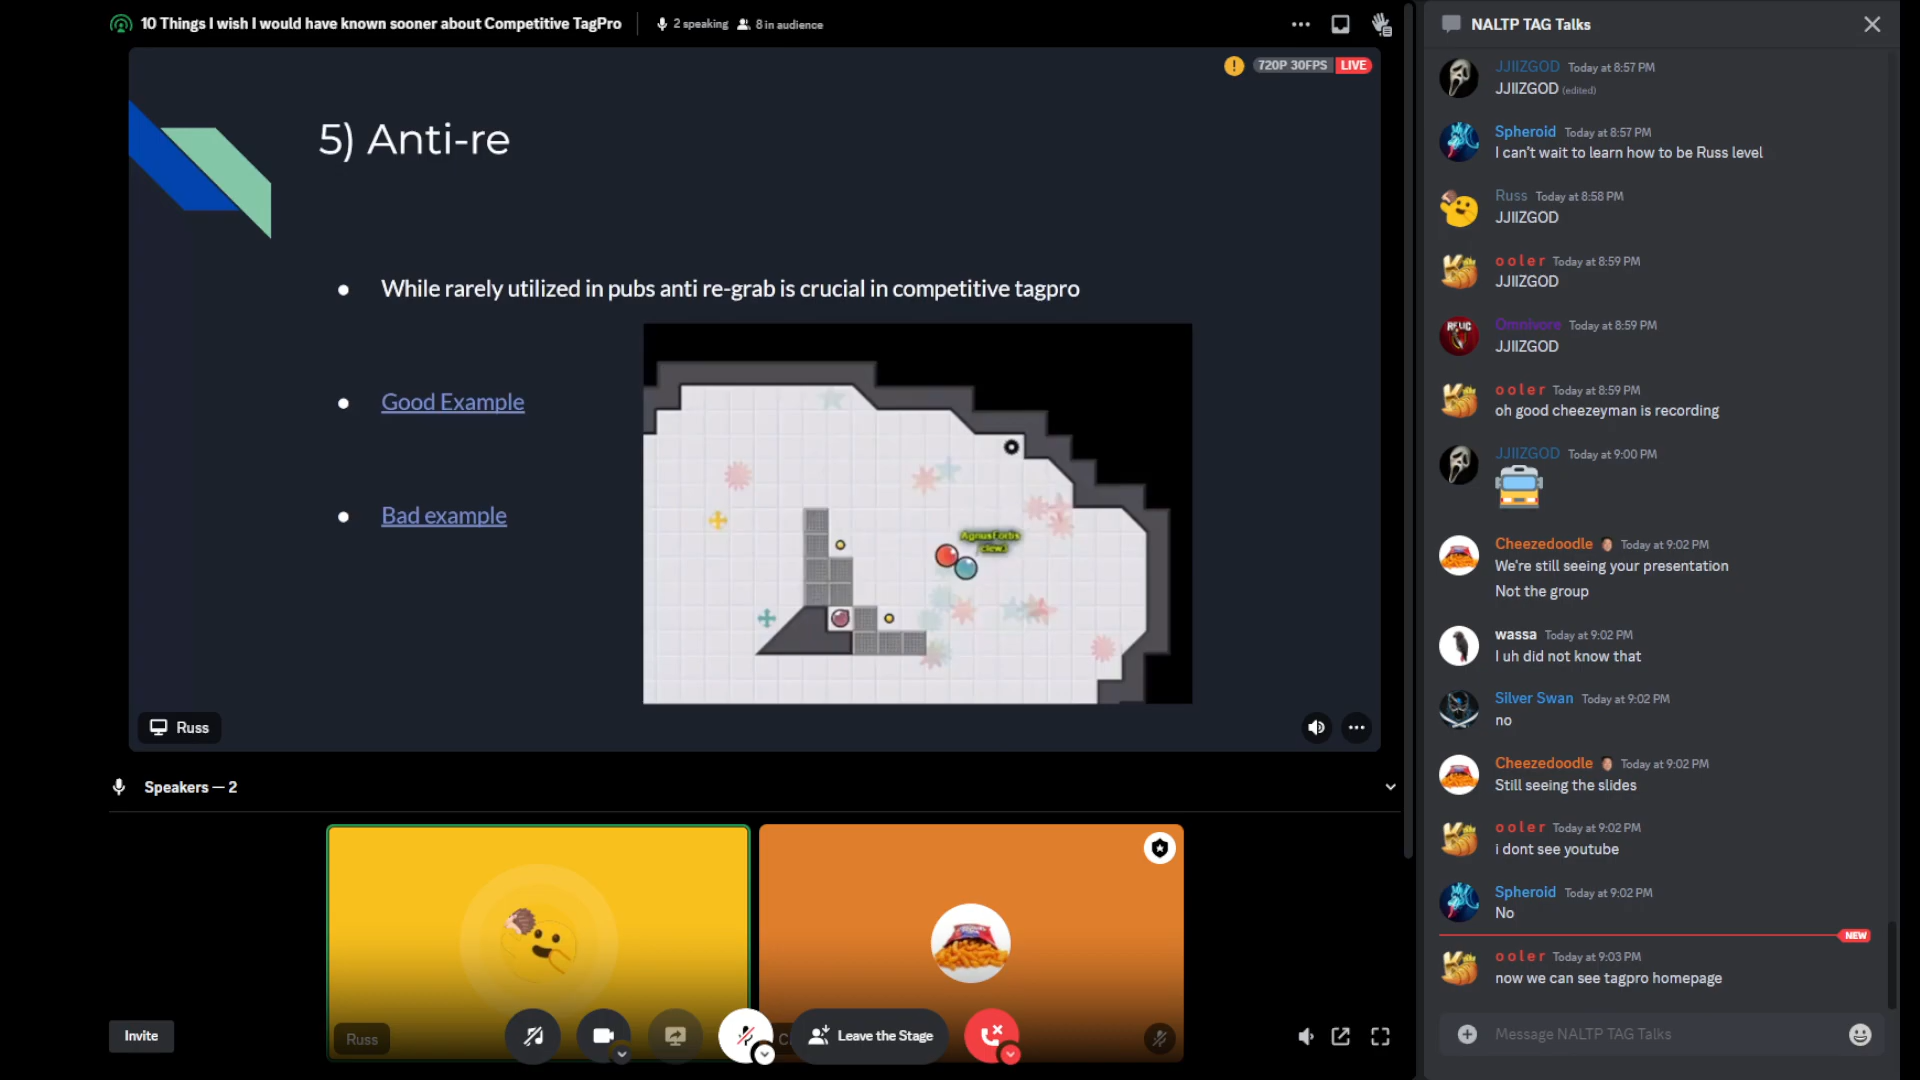 10 Things I wish I would have known sooner about Competitive TagPro
2 speaking
8 in audience
720P 30FPS
LIVE
5) Anti-re
While rarely utilized in pubs anti re-grab is crucial in competitive tagpro
Good Example
Bad example
AgnusFortis
Russ
Speakers — 2
Russ
Invite
Leave the Stage
NALTP TAG Talks
JJIIZGOD Today at 8:57 PM
JJIIZGOD (edited)
Spheroid Today at 8:57 PM
I can't wait to learn how to be Russ level
Russ Today at 8:58 PM
JJIIZGOD
o o l e r Today at 8:59 PM
JJIIZGOD
RELIC
Omnivore Today at 8:59 PM
JJIIZGOD
o o l e r Today at 8:59 PM
oh good cheezeyman is recording
JJIIZGOD Today at 9:00 PM
Cheezedoodle Today at 9:02 PM
We're still seeing your presentation
Not the group
wassa Today at 9:02 PM
I uh did not know that
Silver Swan Today at 9:02 PM
no
Cheezedoodle Today at 9:02 PM
Still seeing the slides
o o l e r Today at 9:02 PM
i dont see youtube
Spheroid Today at 9:02 PM
No
NEW
o o l e r Today at 9:03 PM
now we can see tagpro homepage
Message NALTP TAG Talks